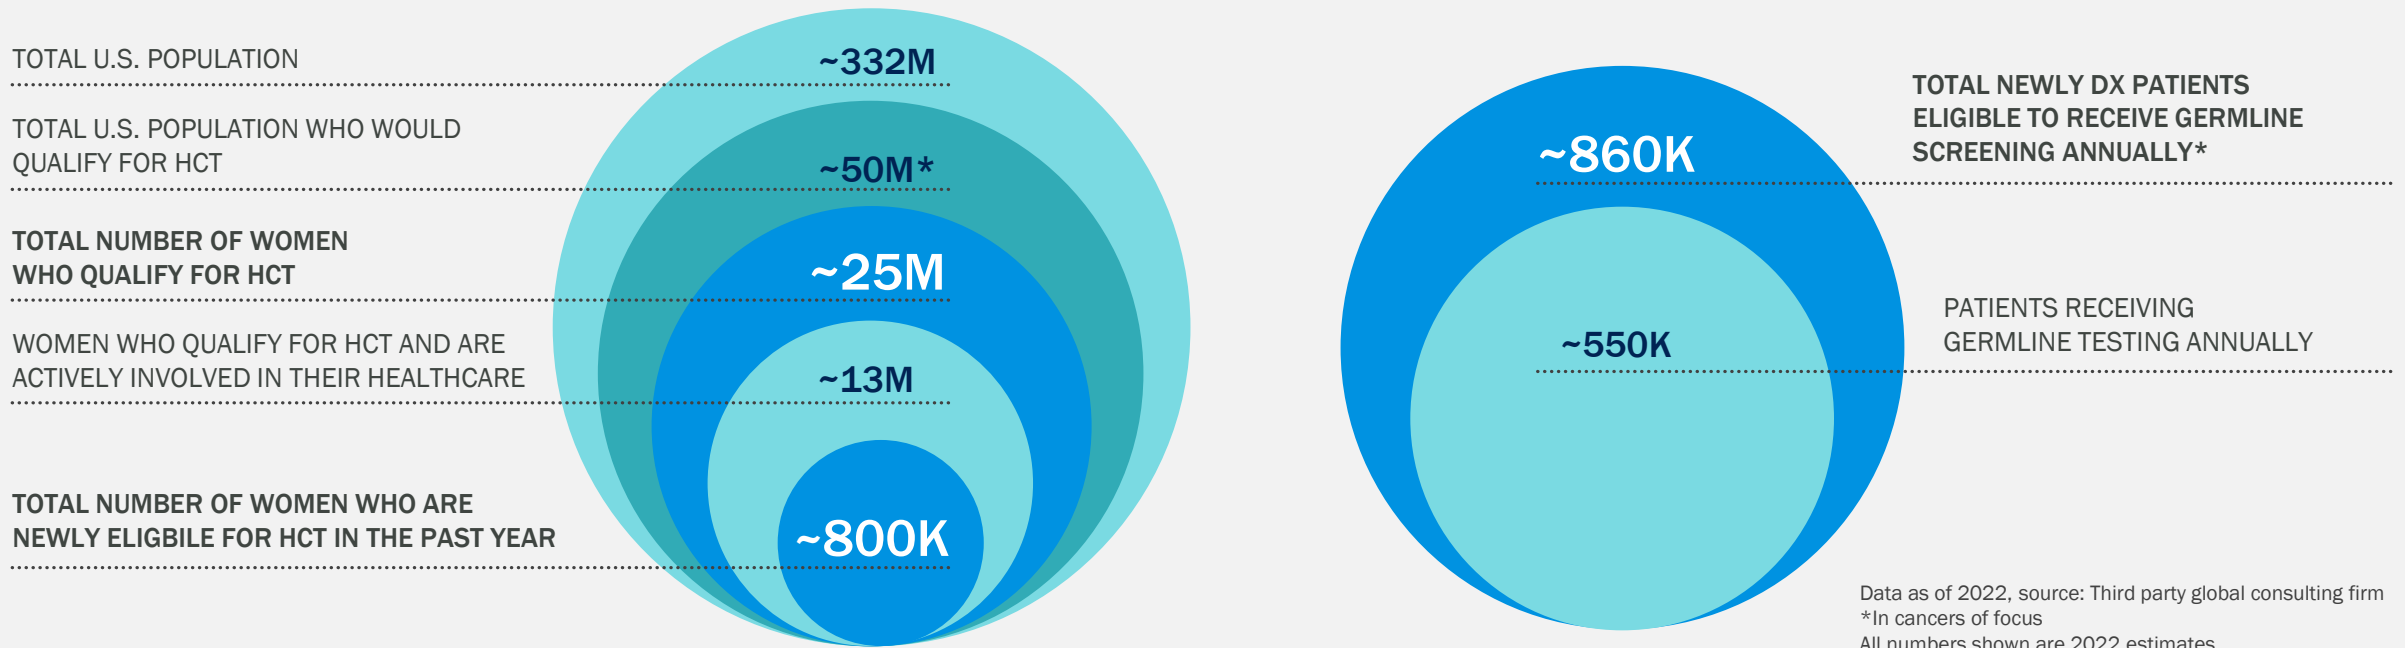 TOTAL U.S. POPULATION
~332M
TOTAL U.S. POPULATION WHO WOULD
QUALIFY FOR HCT
~50M*
TOTAL NUMBER OF WOMEN
WHO QUALIFY FOR HCT
~25M
WOMEN WHO QUALIFY FOR HCT AND ARE
ACTIVELY INVOLVED IN THEIR HEALTHCARE
~13M
TOTAL NUMBER OF WOMEN WHO ARE
NEWLY ELIGBILE FOR HCT IN THE PAST YEAR
~800K
TOTAL NEWLY DX PATIENTS
ELIGIBLE TO RECEIVE GERMLINE
SCREENING ANNUALLY*
~860K
PATIENTS RECEIVING
GERMLINE TESTING ANNUALLY
~550K
Data as of 2022, source: Third party global consulting firm
*In cancers of focus
All numbers shown are 2022 estimates